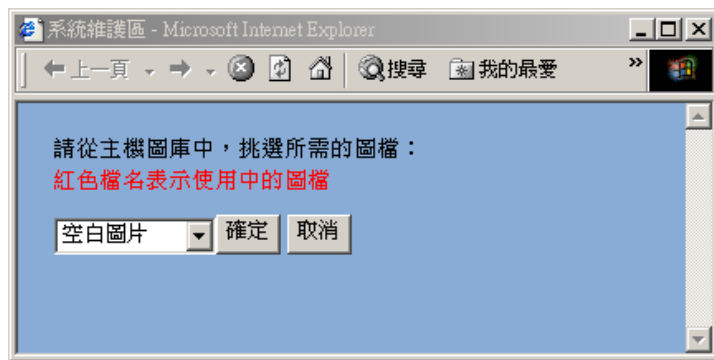 系統維護區 - Microsoft Internet Explorer
上一頁 搜尋 我的最愛 »
請從主機圖庫中，挑選所需的圖檔：
紅色檔名表示使用中的圖檔
空白圖片 確定 取消